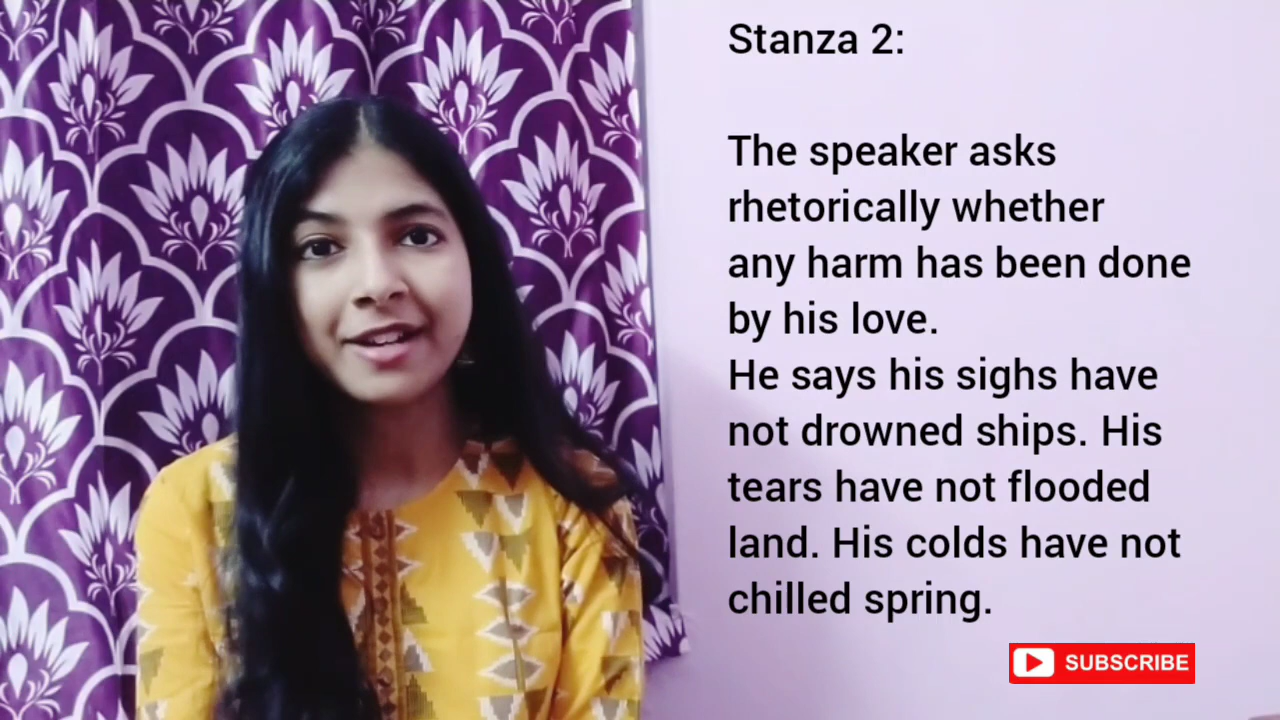 Stanza 2:
The speaker asks
rhetorically whether
any harm has been done
by his love.
He says his sighs have
not drowned ships. His
tears have not flooded
land. His colds have not
chilled spring.
SUBSCRIBE